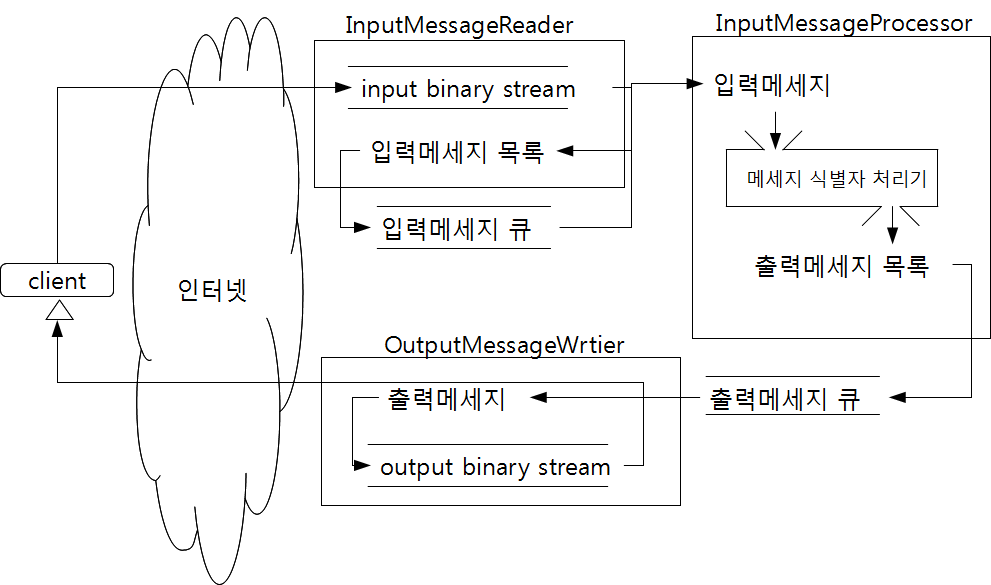 InputMessageReader
InputMessageProcessor
input binary stream
입력메세지
입력메세지 목록
메세지 식별자 처리기
입력메세지 큐
출력메세지 목록
client
인터넷
OutputMessageWrtier
출력메세지
출력메세지 큐
output binary stream